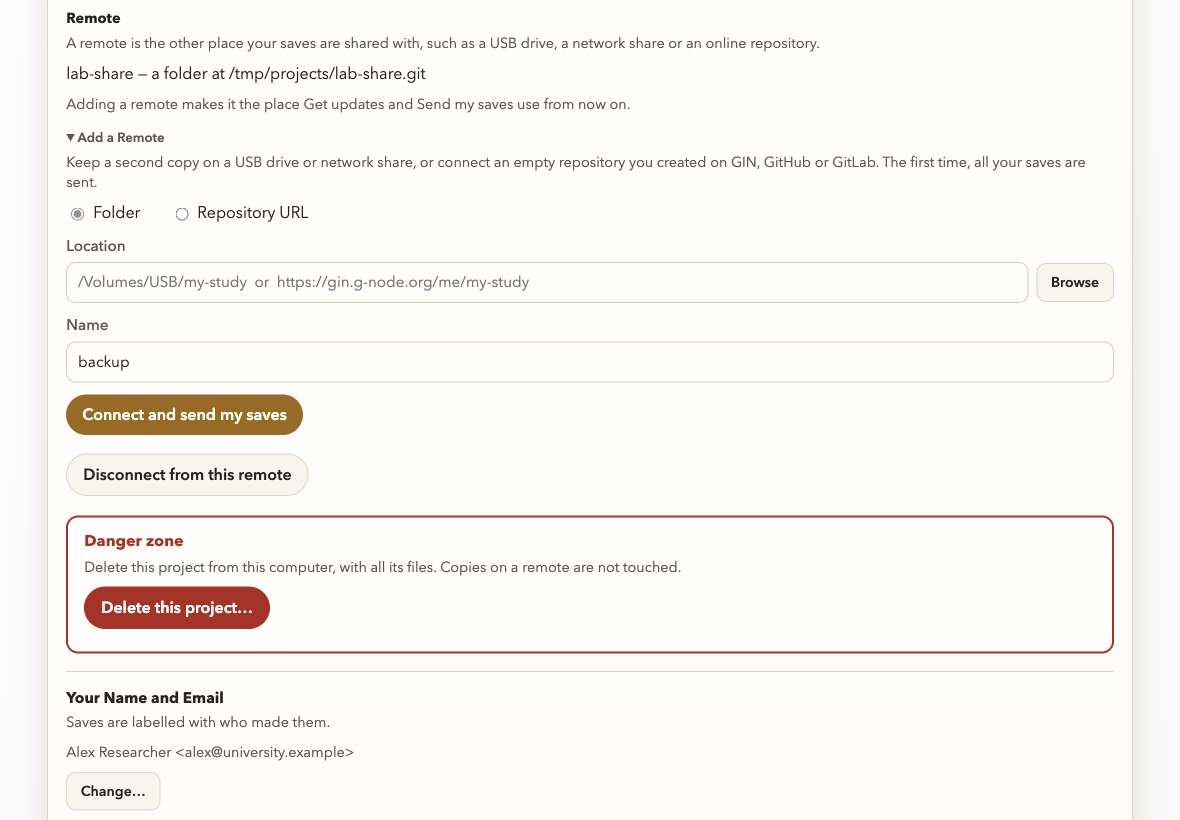 Remote
A remote is the other place your saves are shared with, such as a USB drive, a network share or an online repository.
lab-share – a folder at /tmp/projects/lab-share.git
Adding a remote makes it the place Get updates and Send my saves use from now on.
▼ Add a Remote
Keep a second copy on a USB drive or network share, or connect an empty repository you created on GIN, GitHub or GitLab. The first time, all your saves are
sent.
Folder Repository URL
Location
/Volumes/USB/my-study or https://gin.g-node.org/me/my-study Browse
Name
backup
Connect and send my saves
Disconnect from this remote
Danger zone
Delete this project from this computer, with all its files. Copies on a remote are not touched.
Delete this project…
Your Name and Email
Saves are labelled with who made them.
Alex Researcher <alex@university.example>
Change…